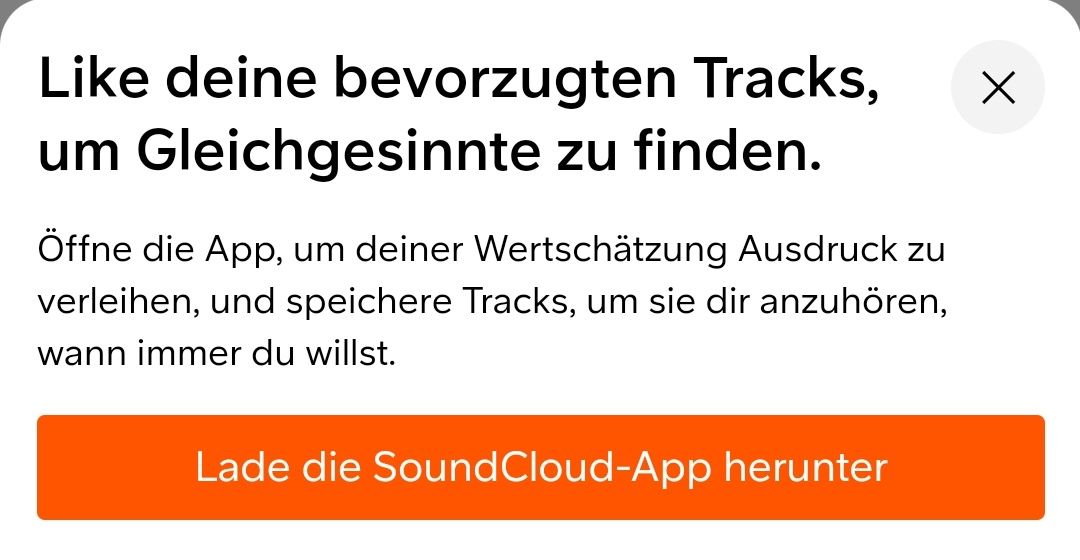 Like deine bevorzugten Tracks,
um Gleichgesinnte zu finden.
Öffne die App, um deiner Wertschätzung Ausdruck zu
verleihen, und speichere Tracks, um sie dir anzuhören,
wann immer du willst.
Lade die SoundCloud-App herunter